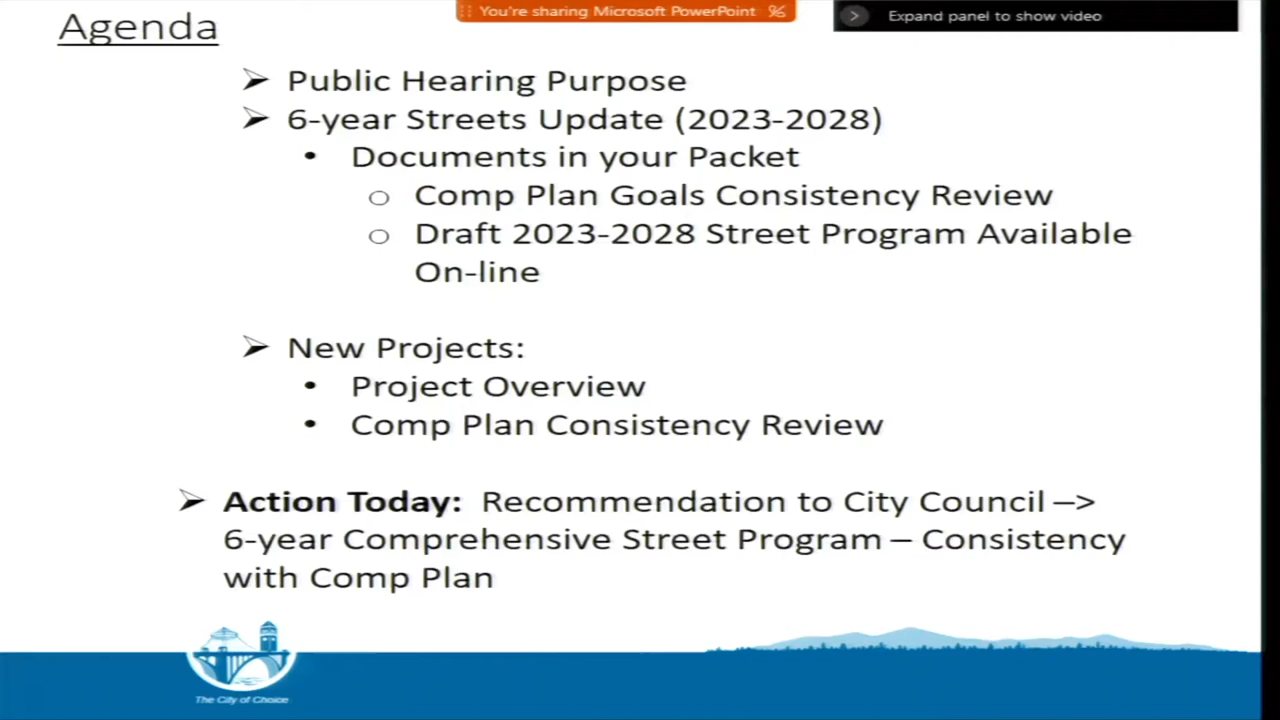 You're sharing Microsoft PowerPoint
Expand panel to show video
Agenda
Public Hearing Purpose
6-year Streets Update (2023-2028)
Documents in your Packet
Comp Plan Goals Consistency Review
Draft 2023-2028 Street Program Available
On-line
New Projects:
Project Overview
Comp Plan Consistency Review
Action Today: Recommendation to City Council –>
6-year Comprehensive Street Program – Consistency
with Comp Plan
The City of Choice